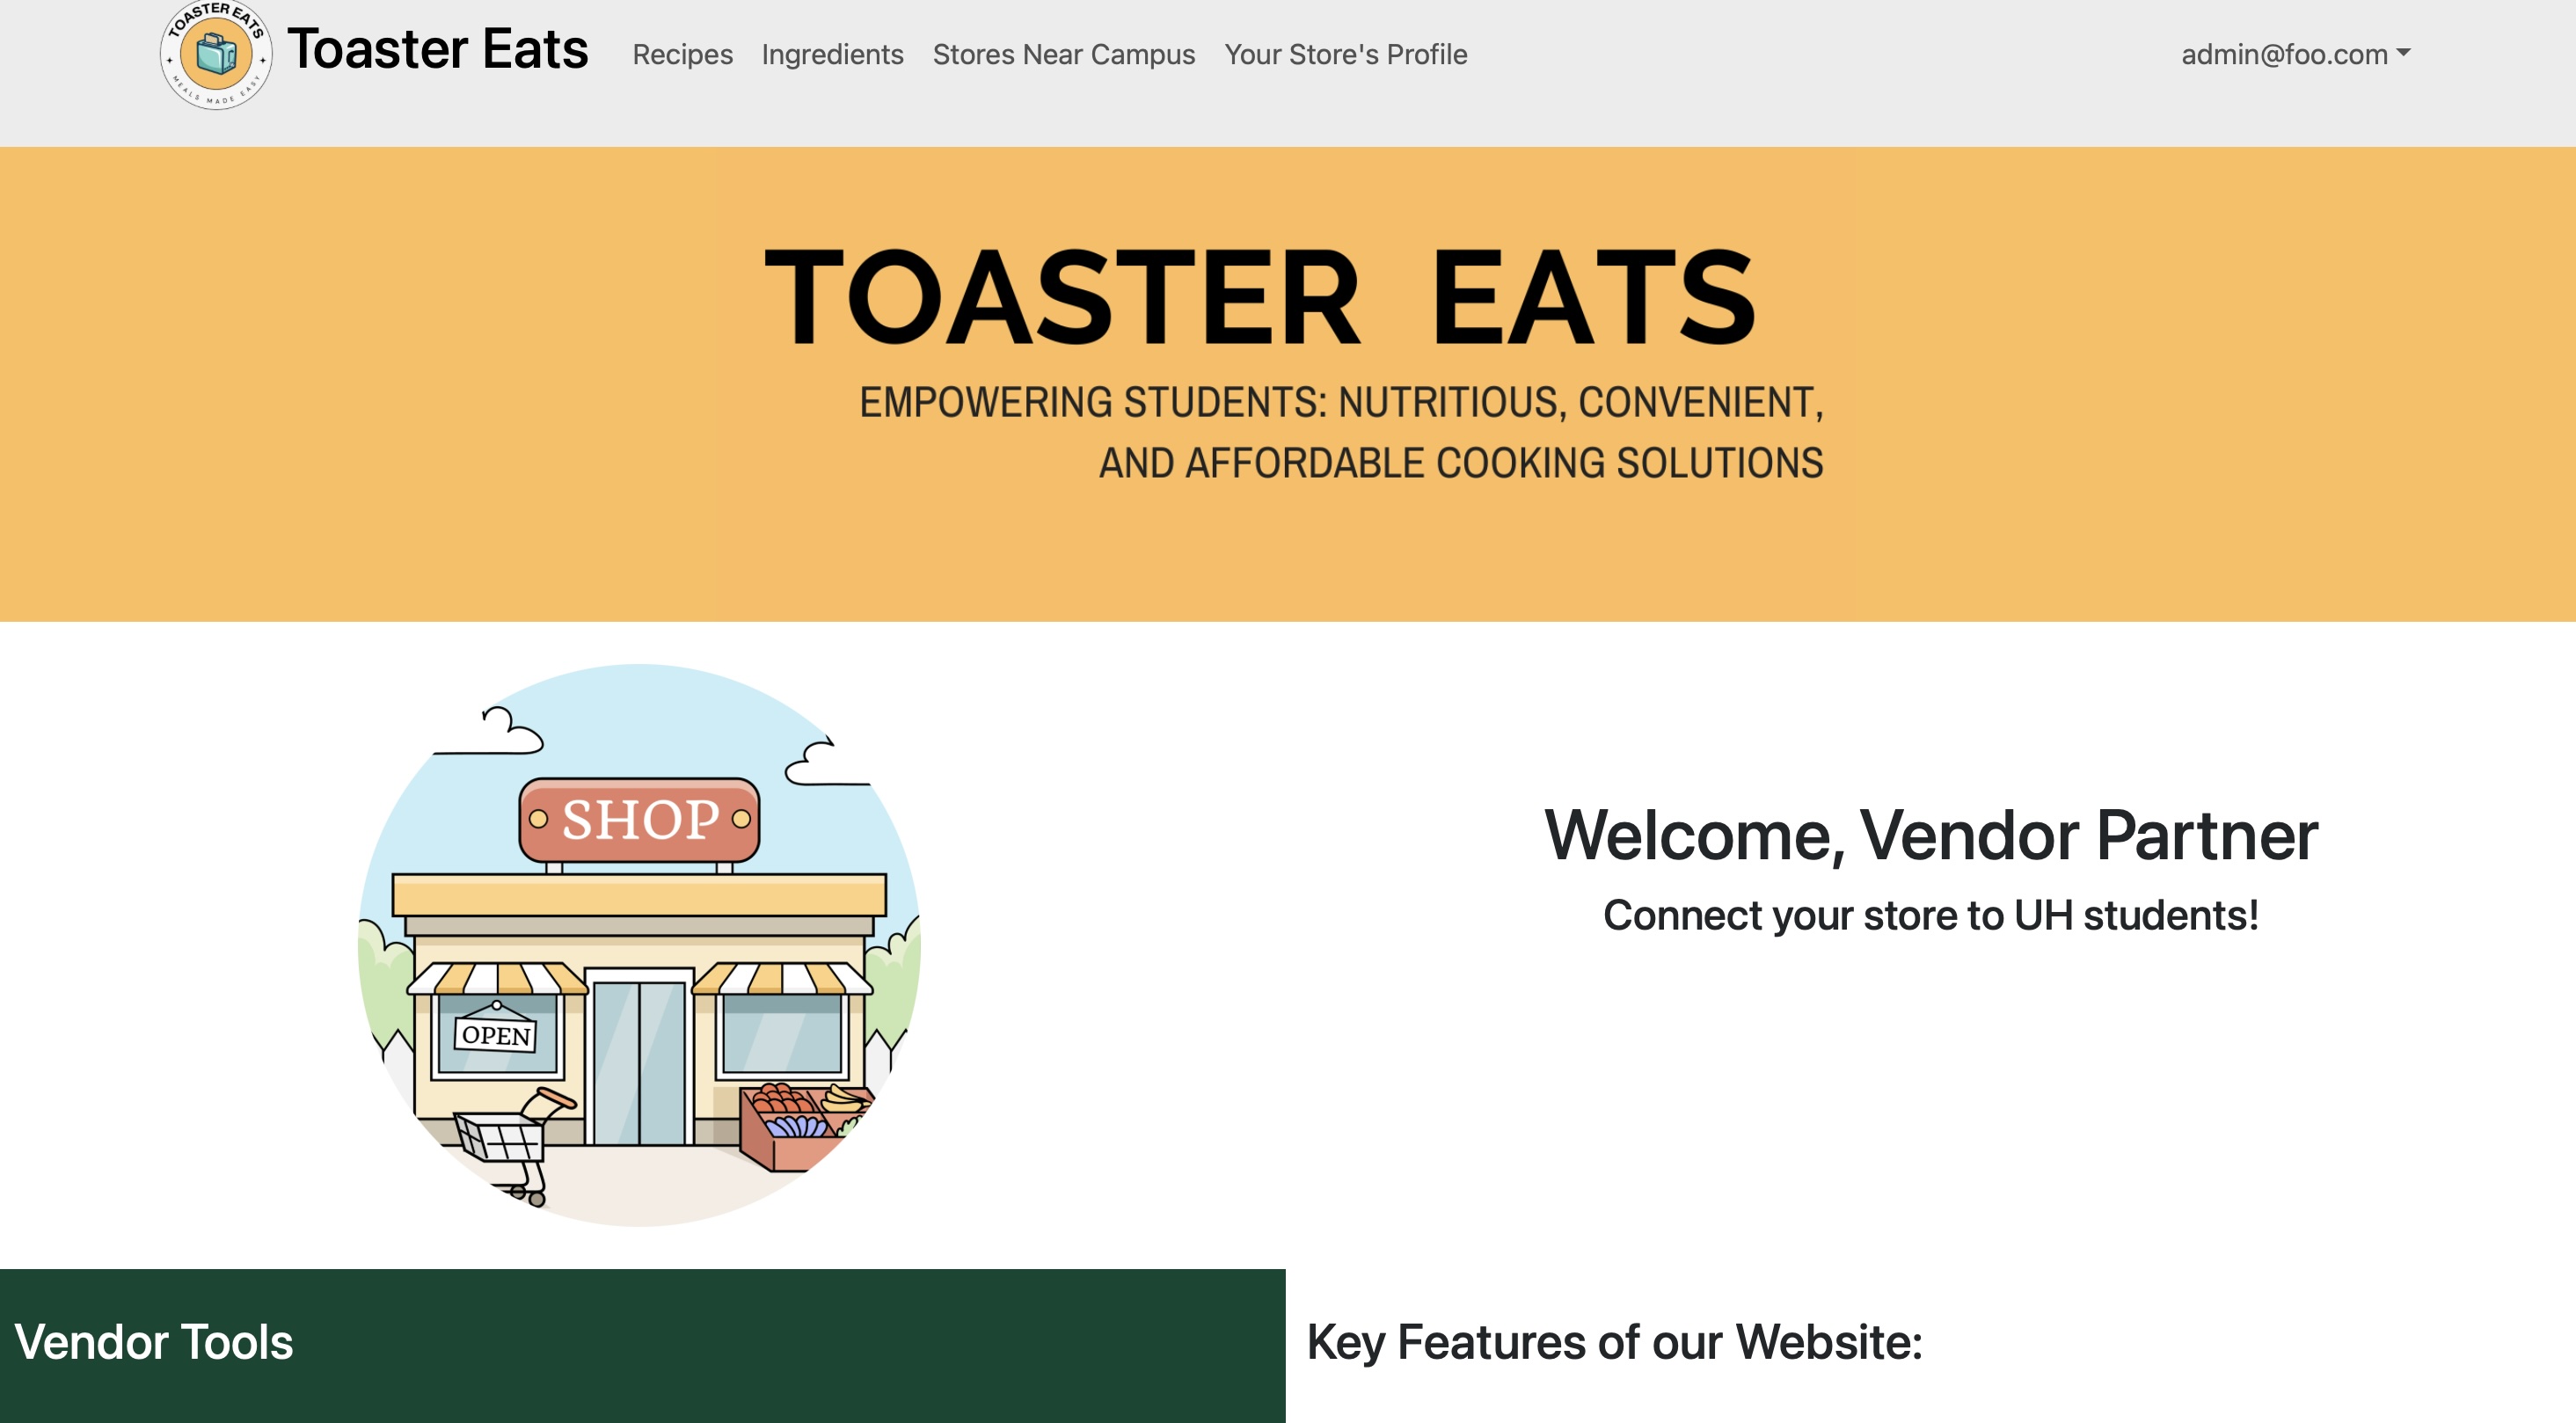 TOASTER EATS
MEALS MADE EASY
Toaster Eats
Recipes
Ingredients
Stores Near Campus
Your Store's Profile
admin@foo.com
TOASTER EATS
EMPOWERING STUDENTS: NUTRITIOUS, CONVENIENT,
AND AFFORDABLE COOKING SOLUTIONS
SHOP
OPEN
Welcome, Vendor Partner
Connect your store to UH students!
Vendor Tools
Key Features of our Website: